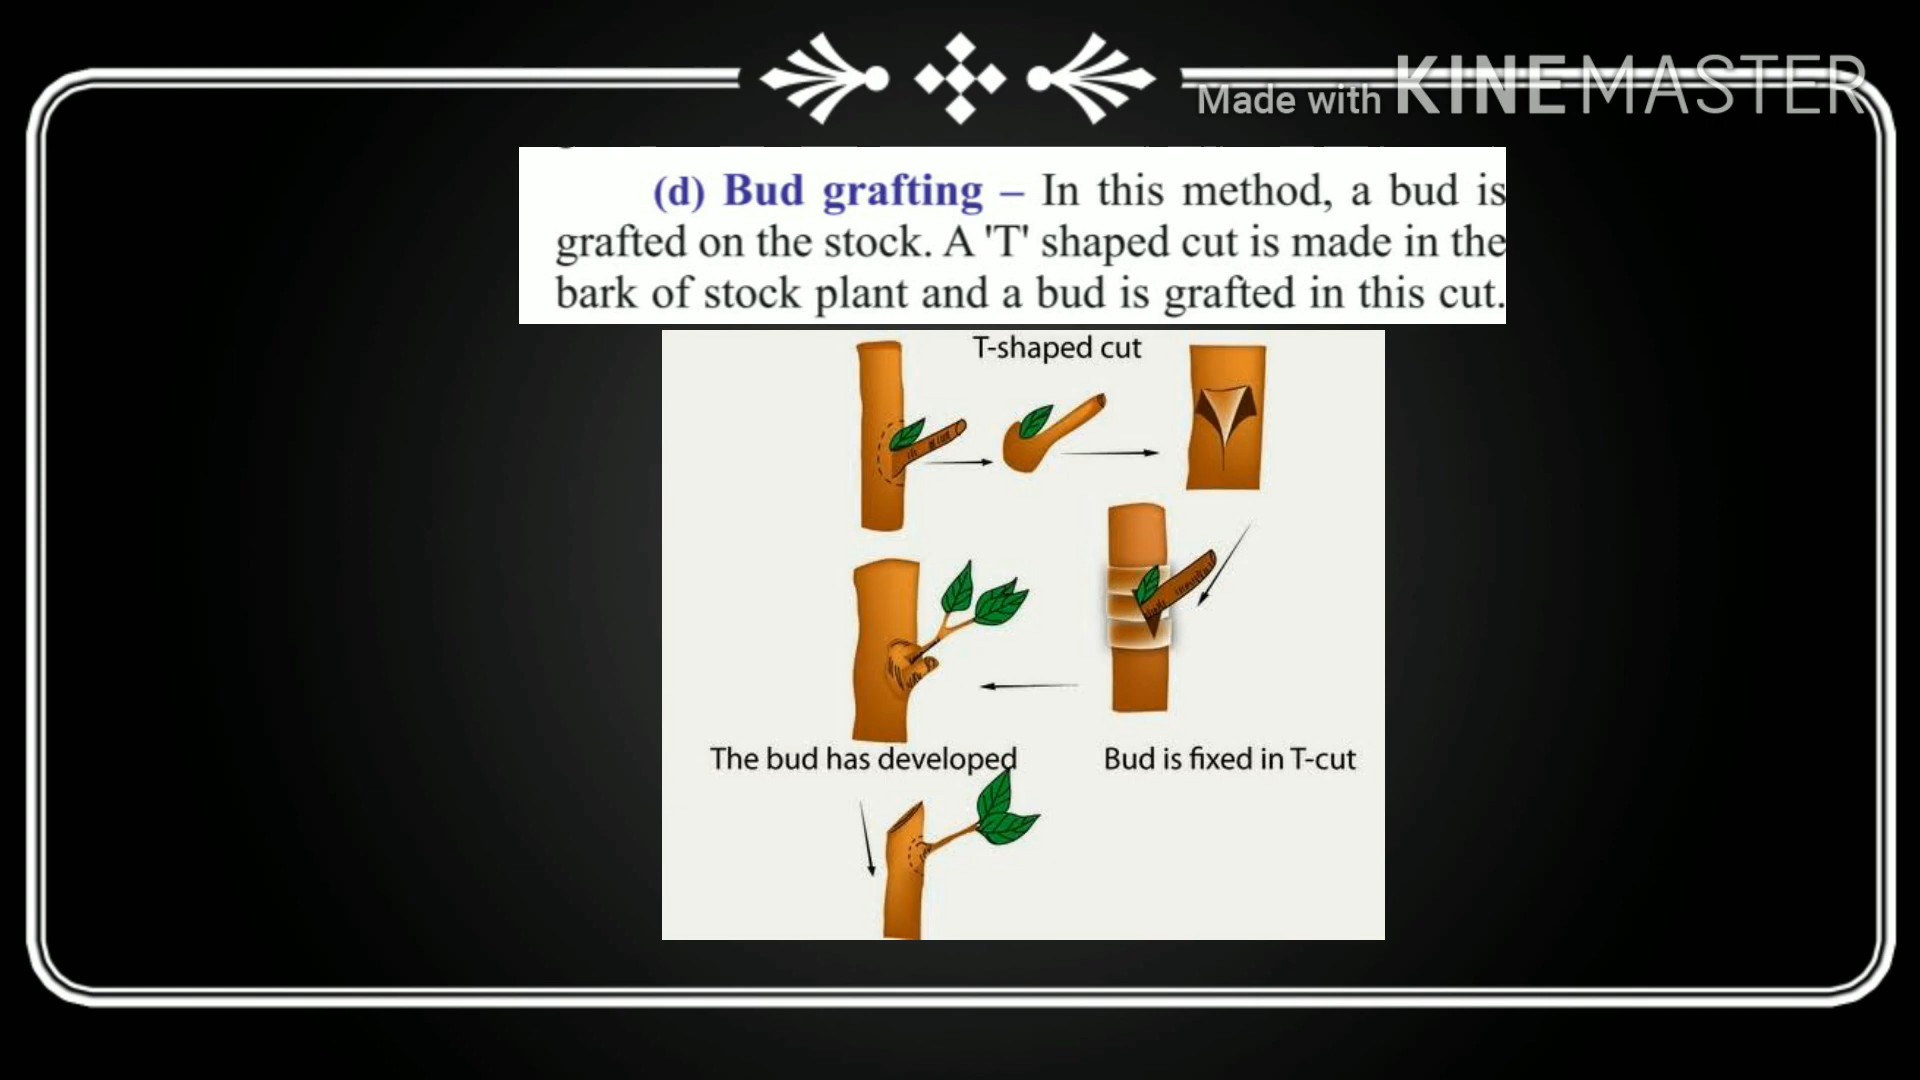 Made with KINEMASTER
(d) Bud grafting – In this method, a bud is
grafted on the stock. A 'T' shaped cut is made in the
bark of stock plant and a bud is grafted in this cut.
T-shaped cut
The bud has developed
Bud is fixed in T-cut